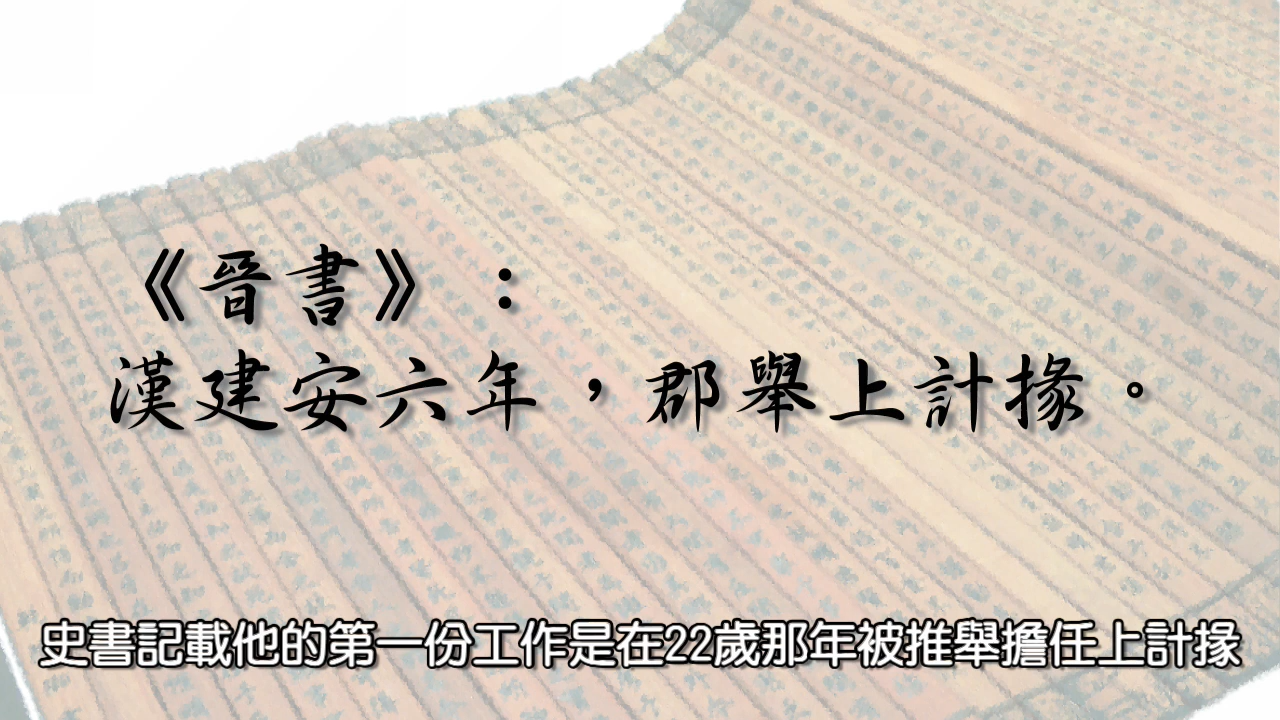 《晉書》：
漢建安六年，郡舉上計掾。
史書記載他的第一份工作是在22歲那年被推舉擔任上計掾